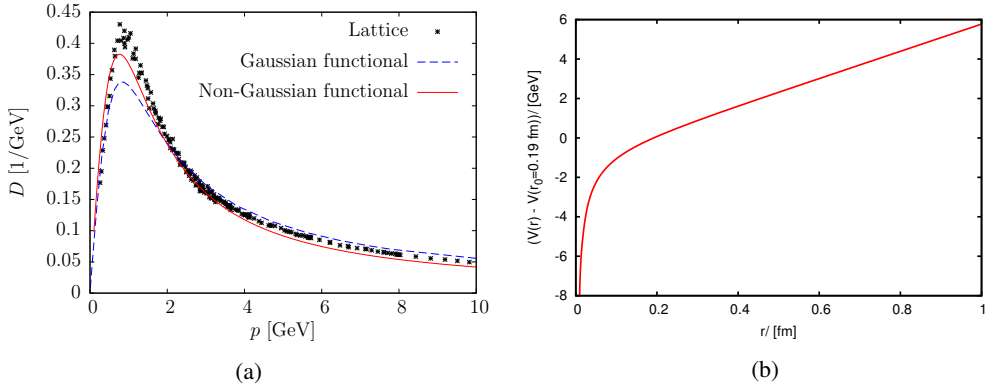 0.45
0.4
0.35
0.3
0.25
0.2
0.15
0.1
0.05
0
D [1/GeV]
Lattice
Gaussian functional
Non-Gaussian functional
0 2 4 6 8 10
p [GeV]
(a)
6
4
2
0
-2
-4
-6
-8
(V(r) - V(r₀=0.19 fm))/ [GeV]
0 0.2 0.4 0.6 0.8 1
r/ [fm]
(b)